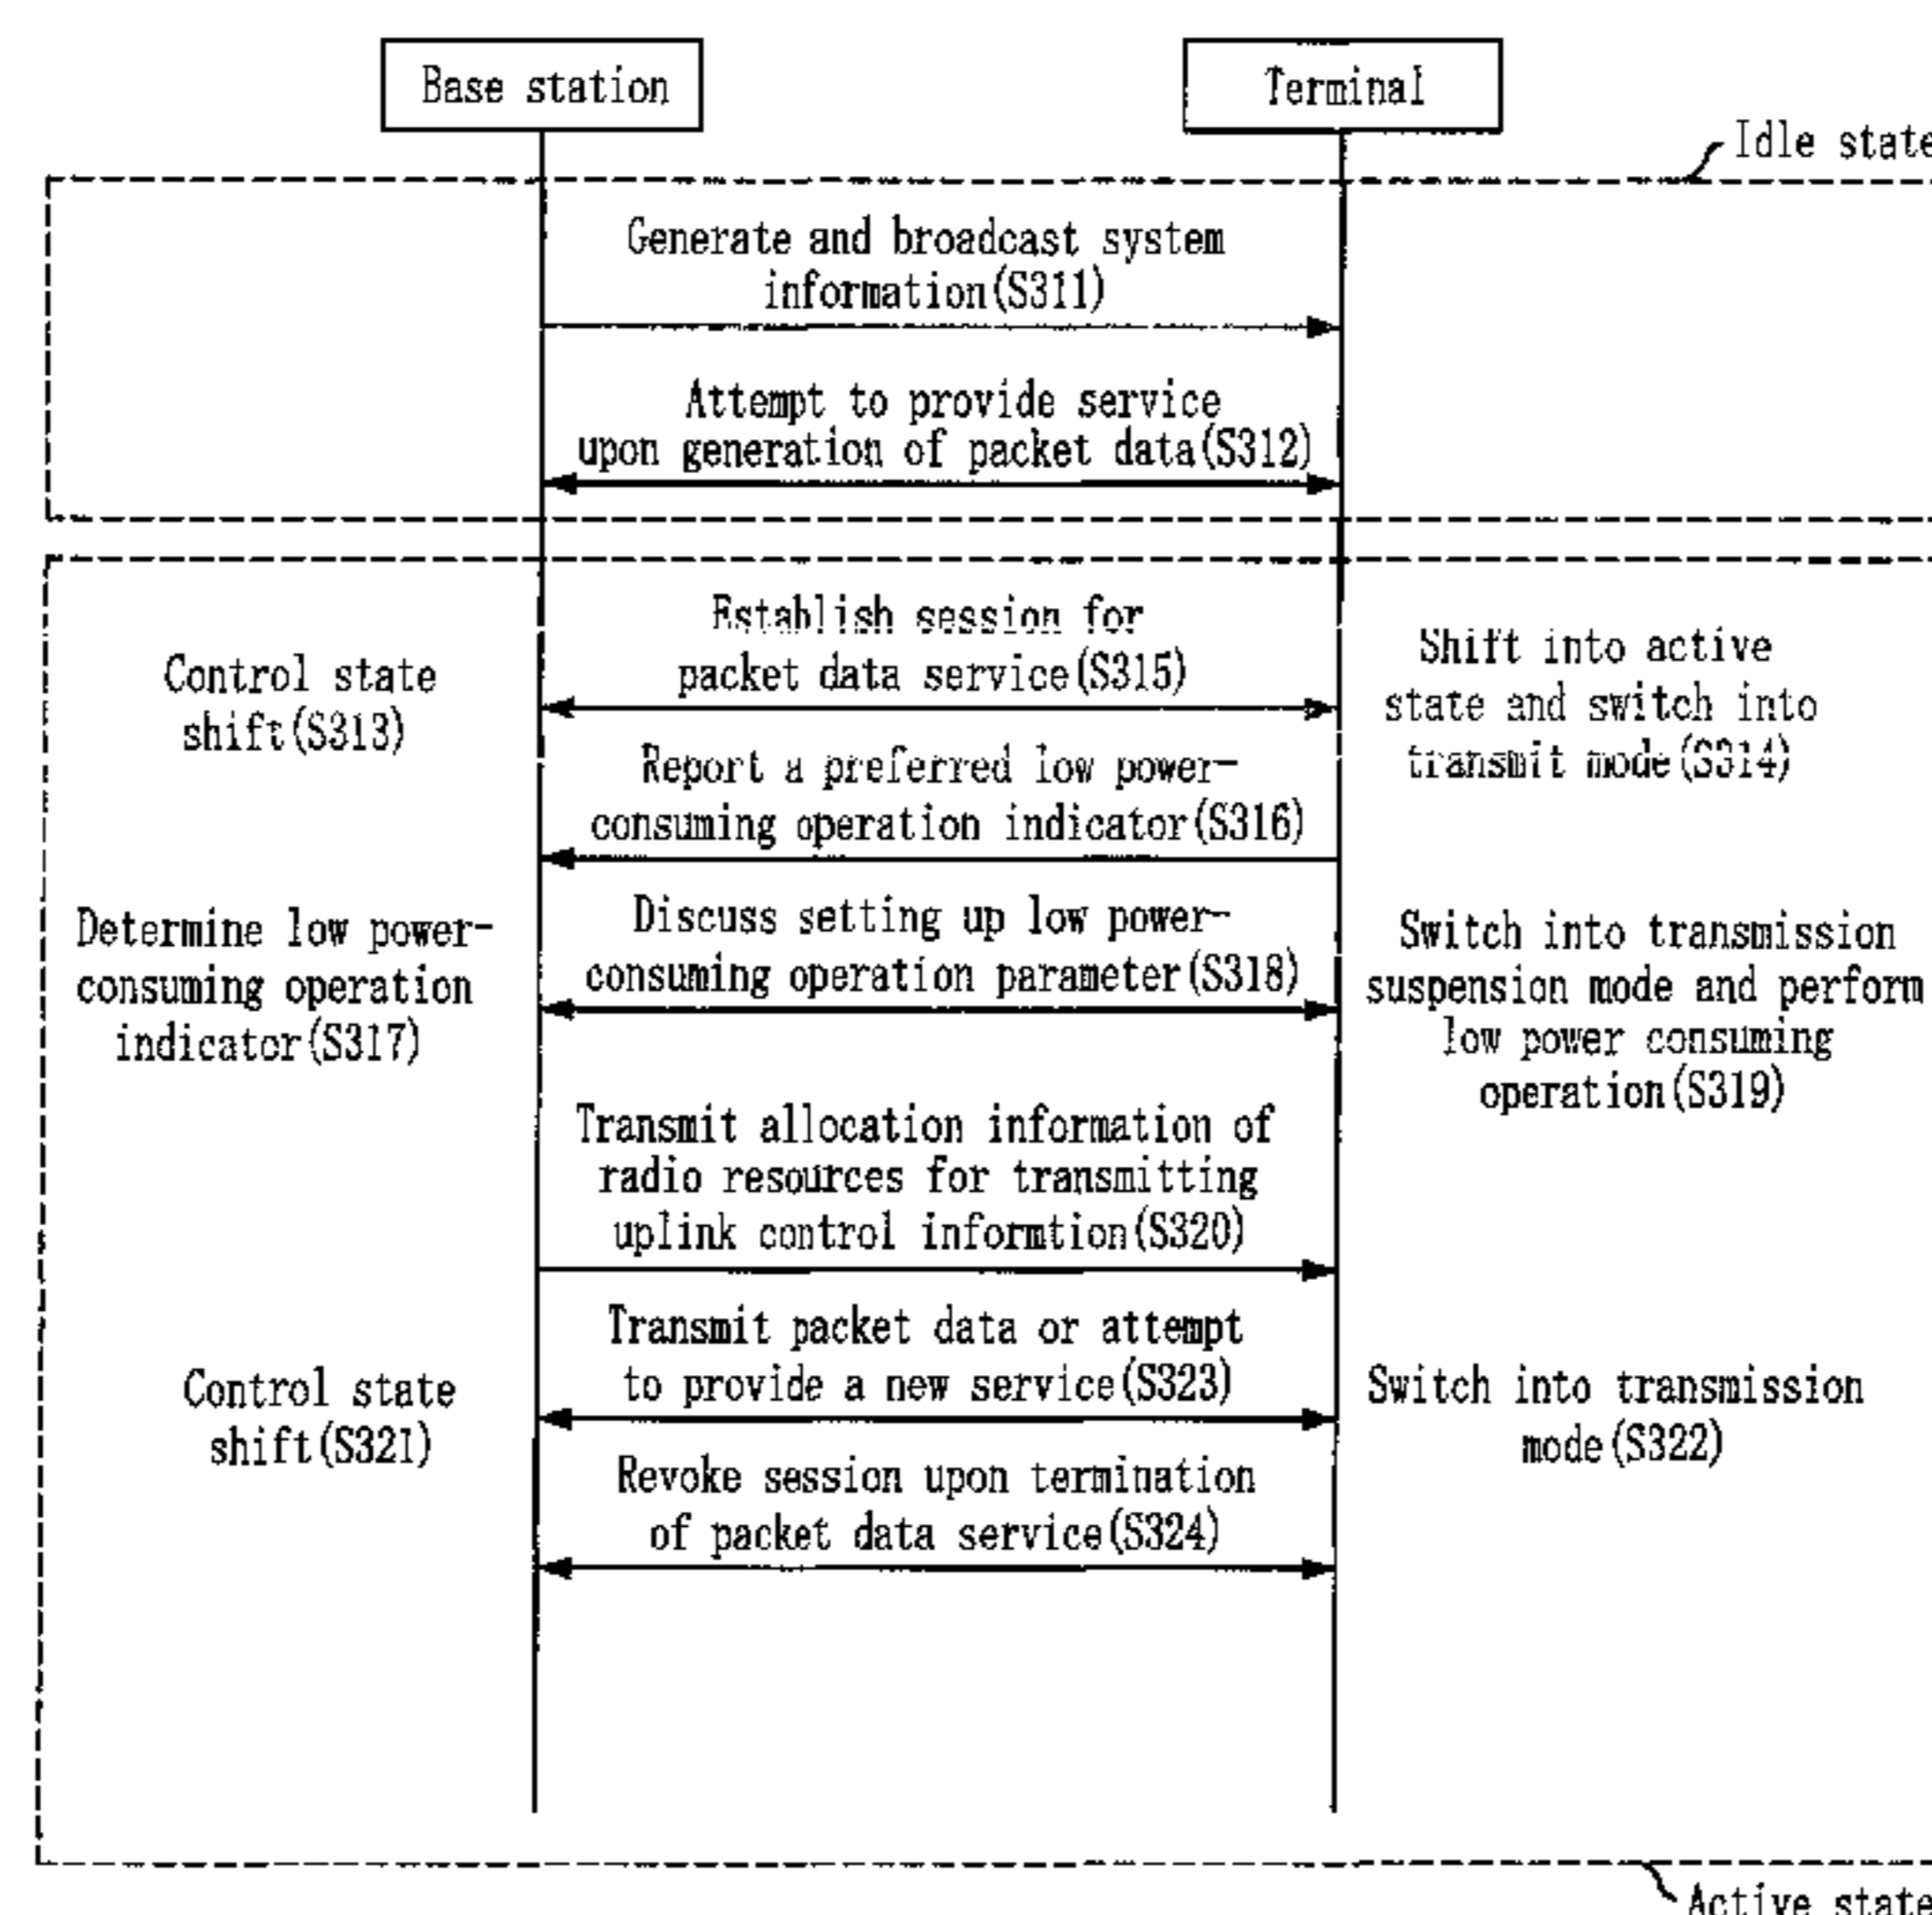 Base station
Terminal
Idle state
Generate and broadcast system
information(S311)
Attempt to provide service
upon generation of packet data(S312)
Establish session for
packet data service(S315)
Control state
shift(S313)
Shift into active
state and switch into
transmit mode(S314)
Report a preferred low power-
consuming operation indicator(S316)
Determine low power-
consuming operation
indicator(S317)
Discuss setting up low power-
consuming operation parameter(S318)
Switch into transmission
suspension mode and perform
low power consuming
operation(S319)
Transmit allocation information of
radio resources for transmitting
uplink control informtion(S320)
Transmit packet data or attempt
to provide a new service(S323)
Control state
shift(S321)
Switch into transmission
mode(S322)
Revoke session upon termination
of packet data service(S324)
Active state